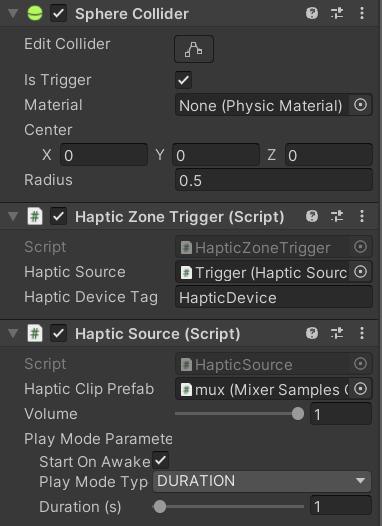 Sphere Collider
Edit Collider
Is Trigger
Material None (Physic Material)
Center
X 0 Y 0 Z 0
Radius 0.5
# Haptic Zone Trigger (Script)
Script # HapticZoneTrigger
Haptic Source # Trigger (Haptic Sourc
Haptic Device Tag HapticDevice
# Haptic Source (Script)
Script # HapticSource
Haptic Clip Prefab # mux (Mixer Samples C
Volume 1
Play Mode Paramete
Start On Awake
Play Mode Typ DURATION
Duration (s) 1